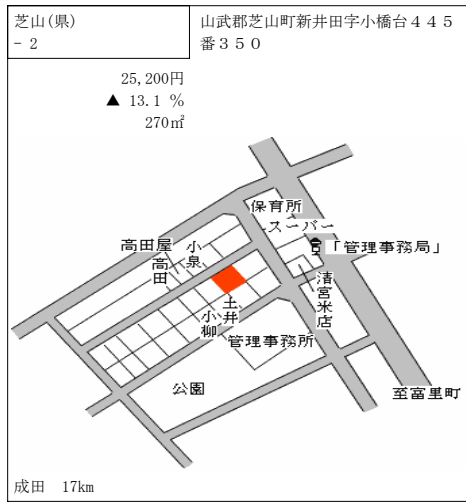 芝山(県)
－２
山武郡芝山町新井田字小橋台４４５
番３５０
25,200円
▲ 13.1 %
270㎡
保育所
スーパー
「管理事務局」
高田屋
高田
小泉
清宮米店
土井
小柳
管理事務所
公園
至富里町
成田　17km